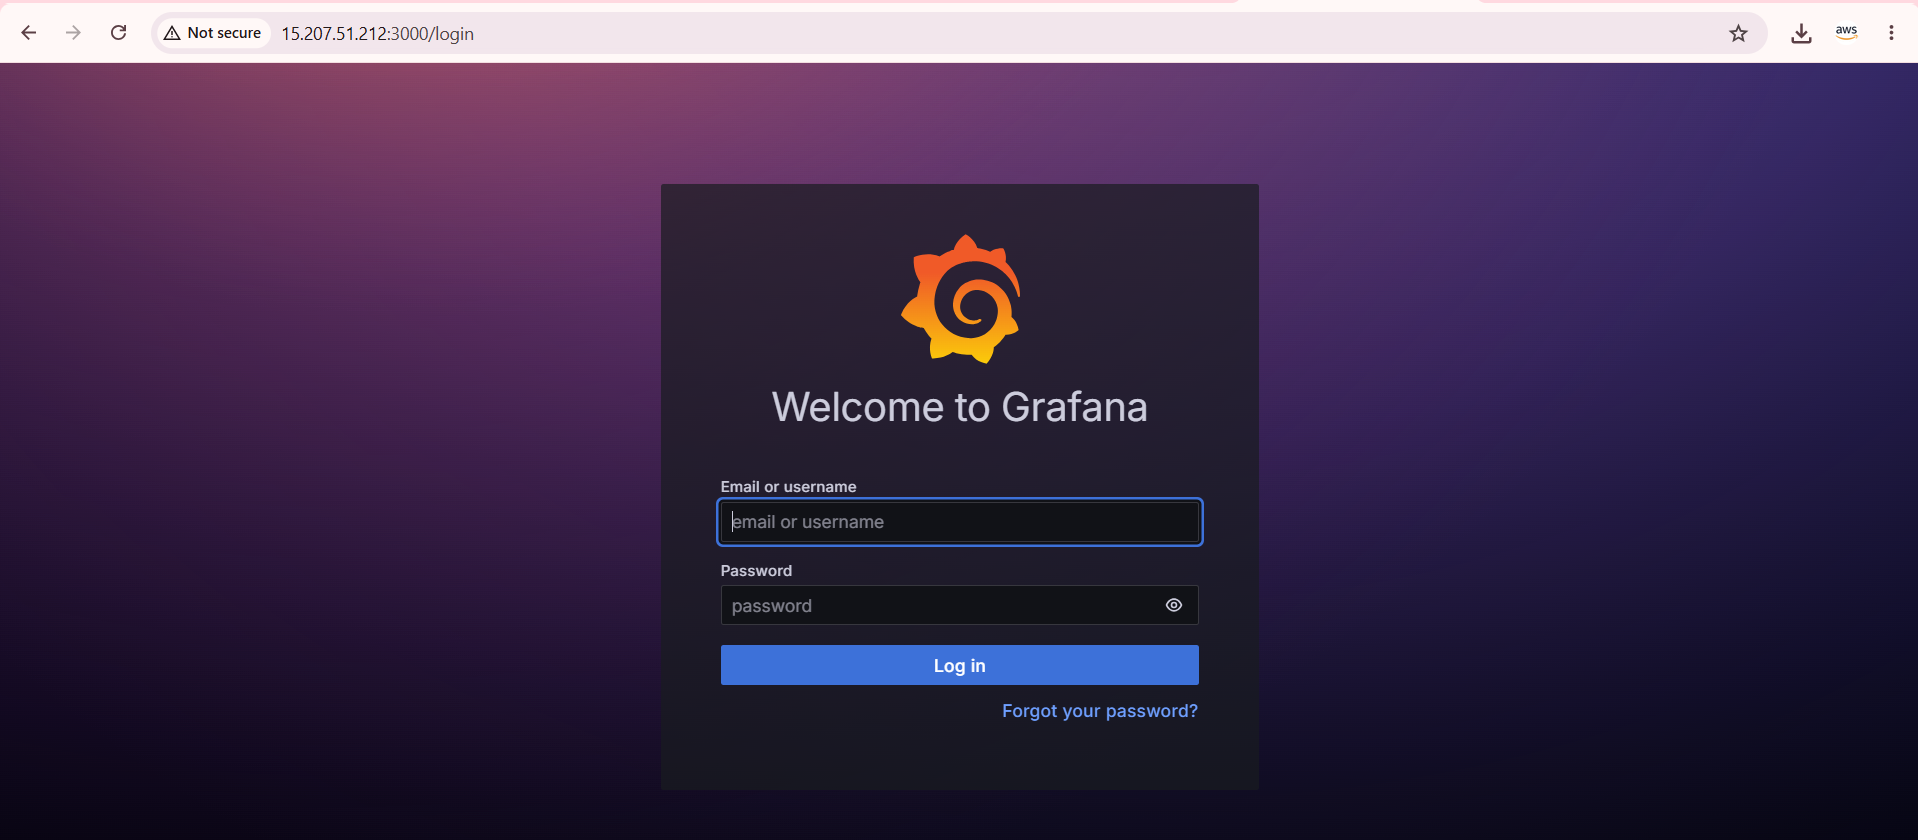 Not secure 15.207.51.212:3000/login aws
Welcome to Grafana
Email or username
email or username
Password
password
Log in
Forgot your password?